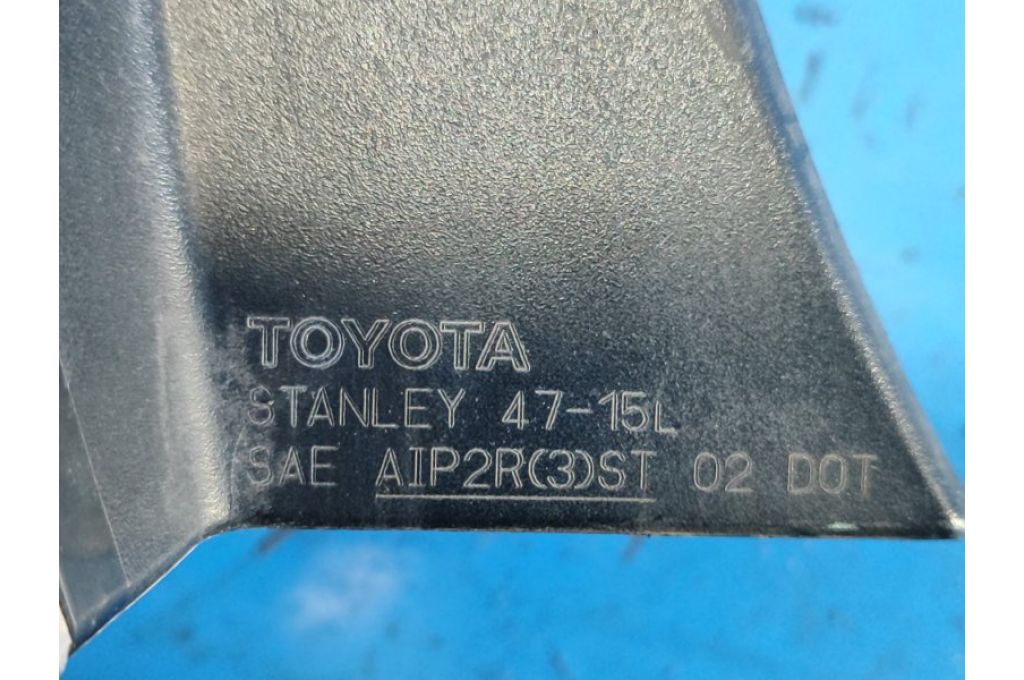 TOYOTA
STANLEY 47-15L
SAE AIP2R(3)ST 02 DOT